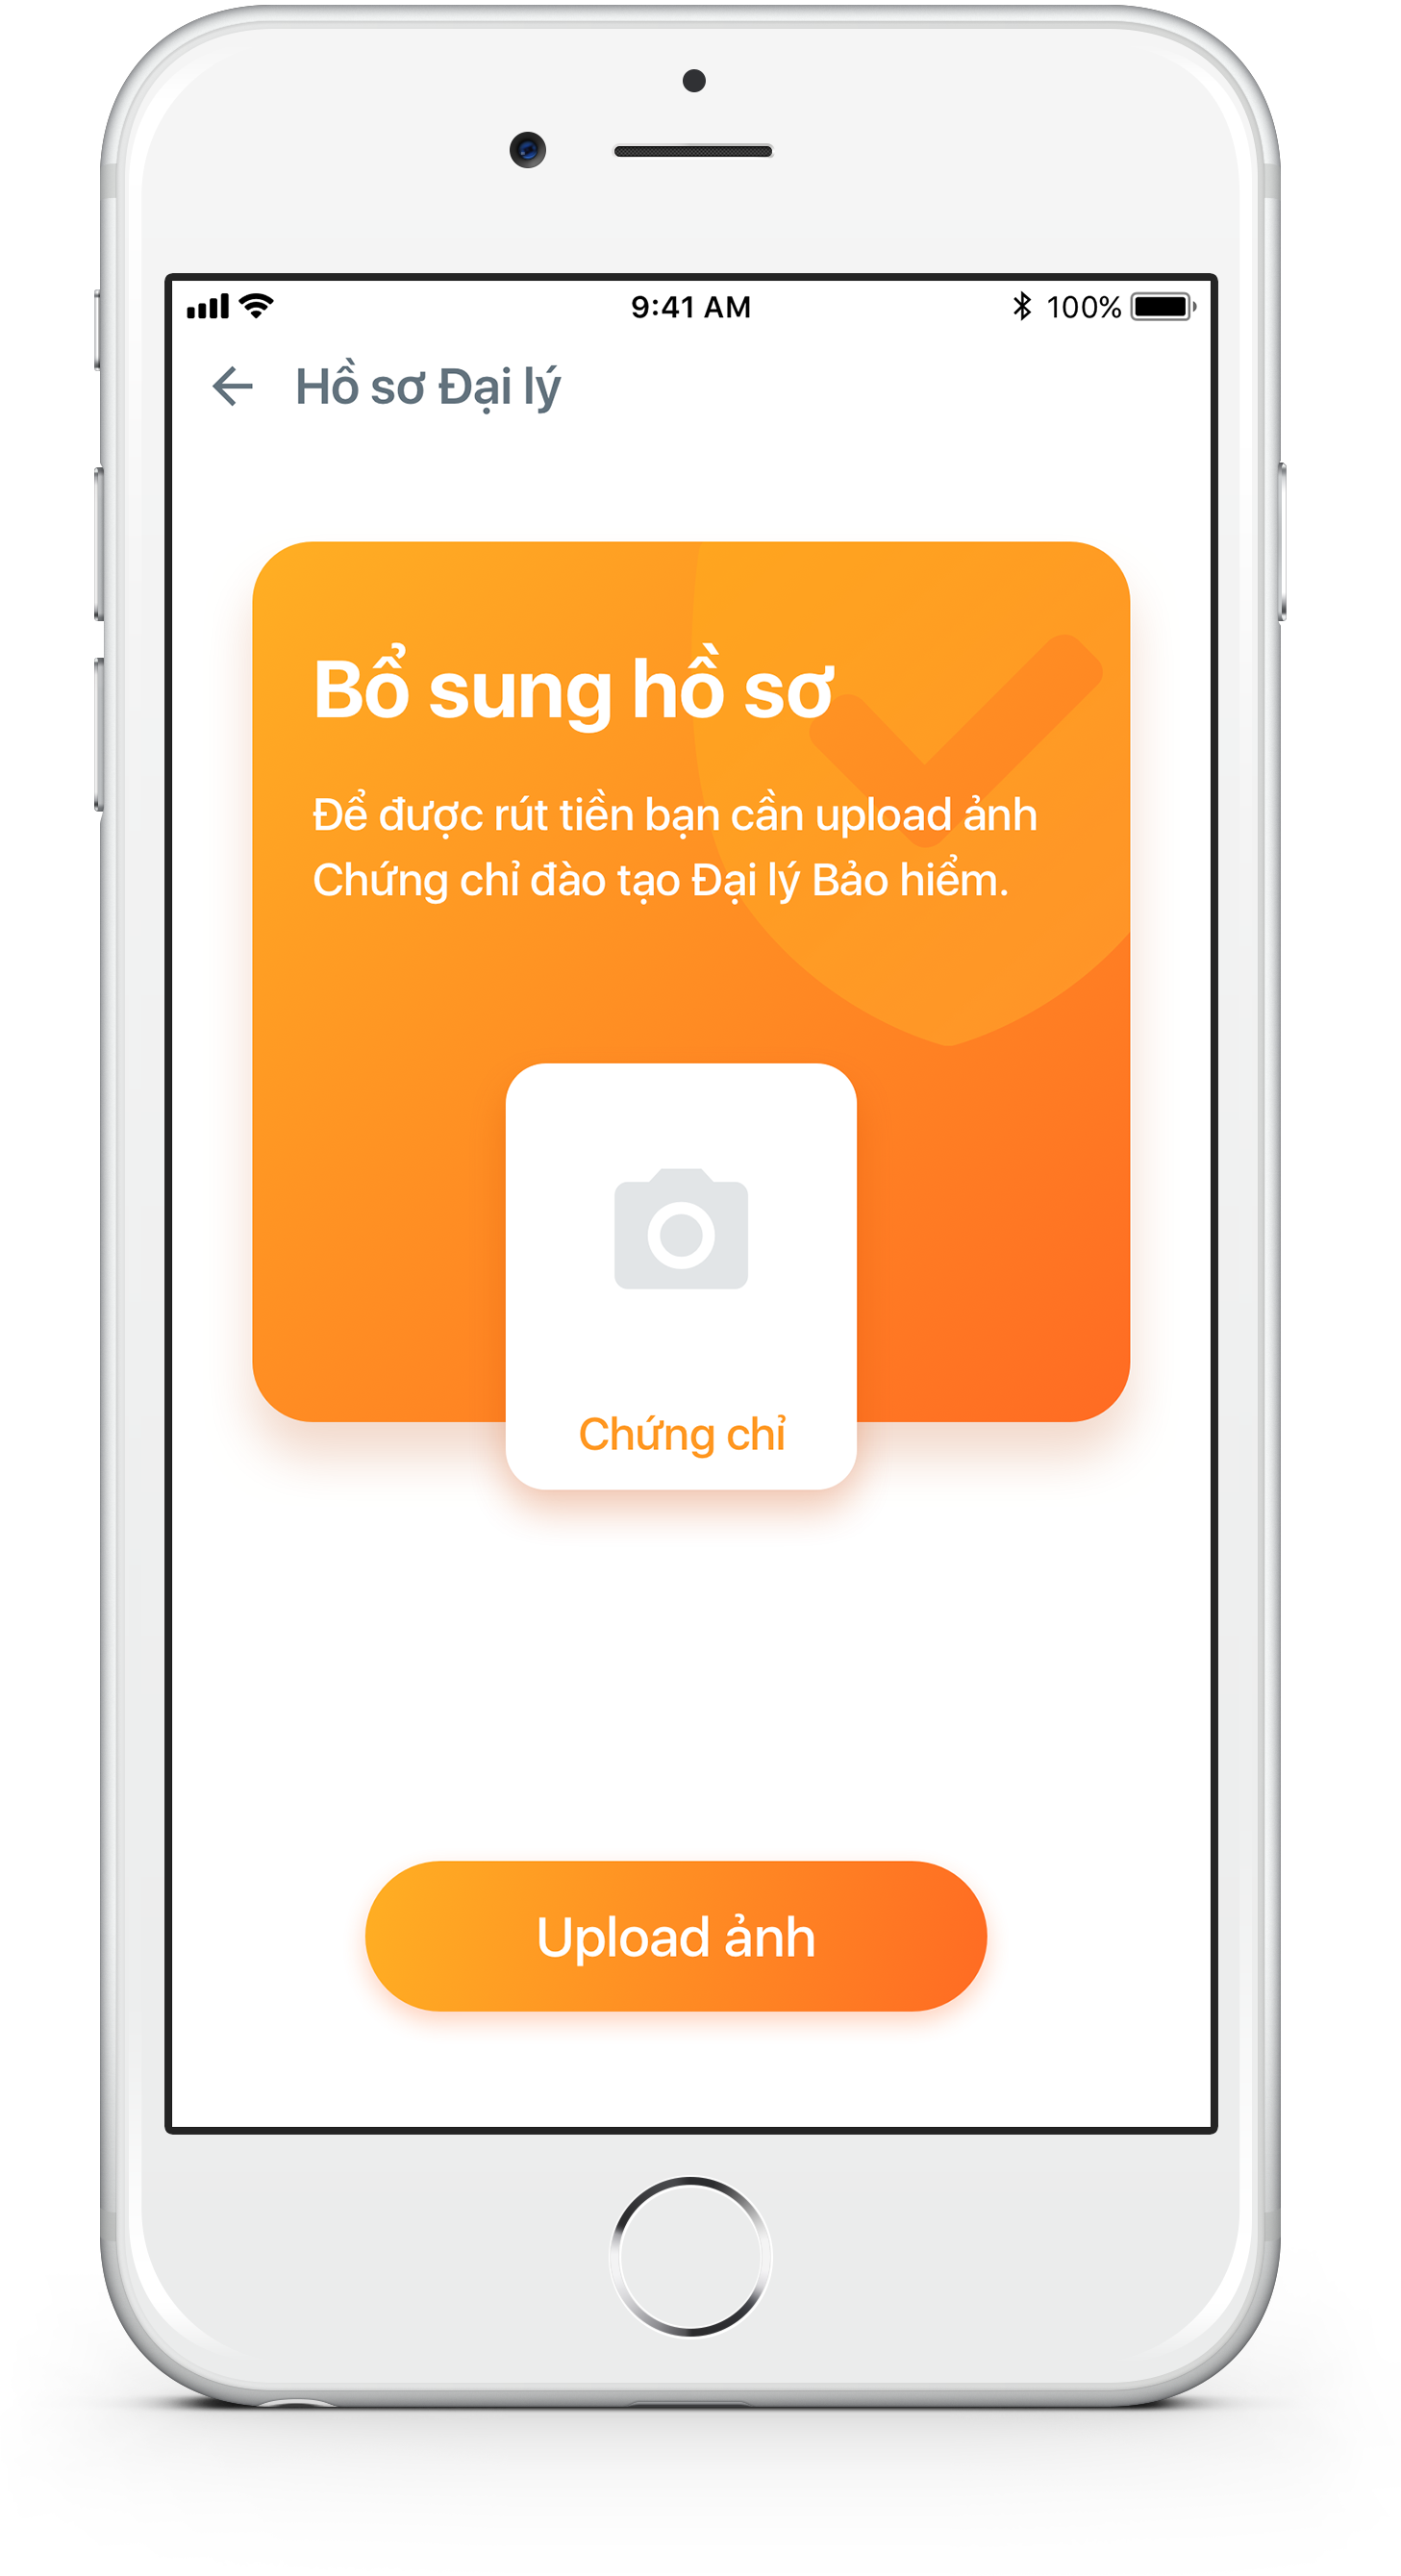 9:41 AM
100%
Hồ sơ Đại lý
Bổ sung hồ sơ
Để được rút tiền bạn cần upload ảnh
Chứng chỉ đào tạo Đại lý Bảo hiểm.
Chứng chỉ
Upload ảnh